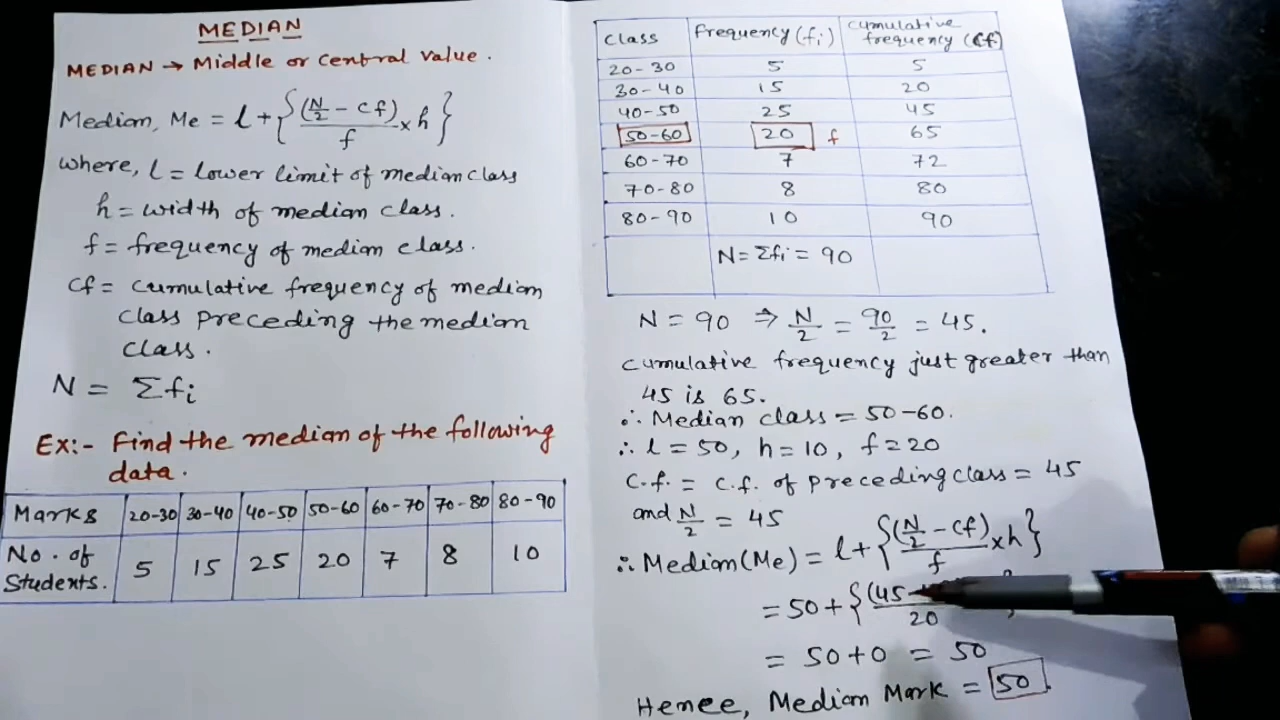 MEDIAN
MEDIAN → Middle or central value.
Median, Me = l + { (N/2 - cf)/f × h }
where, l = lower limit of median class
h = width of median class.
f = frequency of median class.
cf = cumulative frequency of median
class preceding the median
class.
N = Σfi
Ex:- Find the median of the following
data.
Marks 20-30 30-40 40-50 50-60 60-70 70-80 80-90
No. of
Students. 5 15 25 20 7 8 10
Class Frequency (fi) Cumulative
frequency (Cf)
20-30 5 5
30-40 15 20
40-50 25 45
50-60 20 f 65
60-70 7 72
70-80 8 80
80-90 10 90
N = Σfi = 90
N = 90 ⇒ N/2 = 90/2 = 45.
Cumulative frequency just greater than
45 is 65.
∴ Median class = 50-60.
∴ l = 50, h = 10, f = 20
C.f. = c.f. of preceding class = 45
and N/2 = 45
∴ Median (Me) = l + { (N/2 - cf)/f × h }
= 50 + { (45 - /20
= 50 + 0 = 50
Hence, Median Mark = 50.